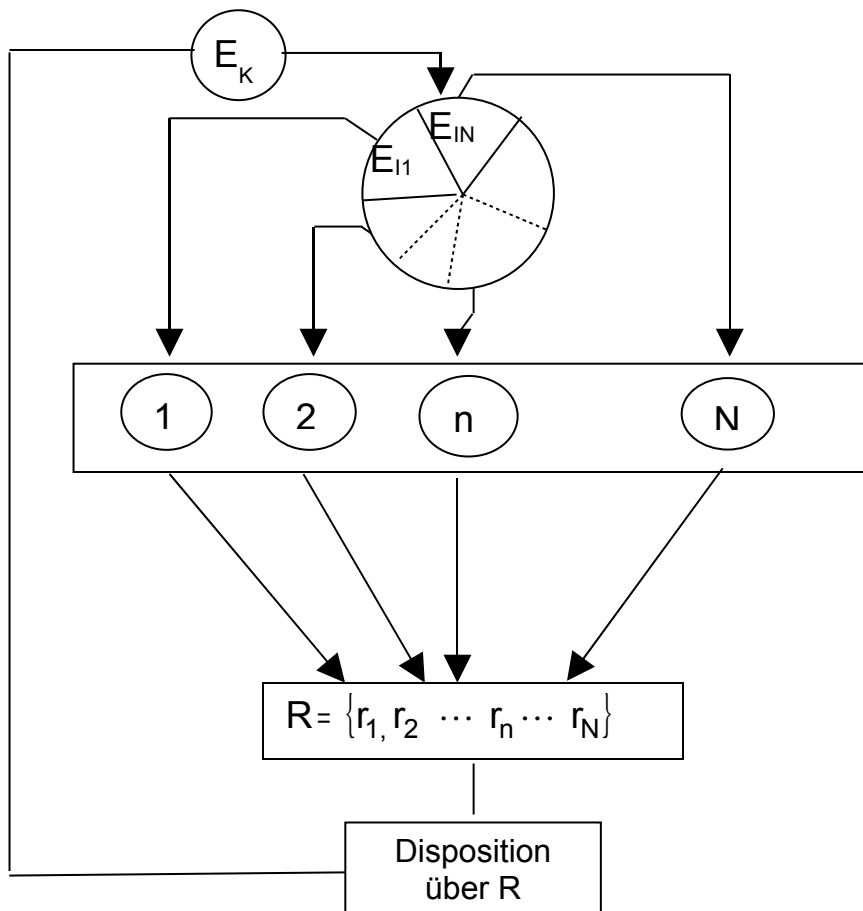 E_K
E_IN
E_I1
1
2
n
N
R = {r_1, r_2 ⋯ r_n ⋯ r_N}
Disposition
über R